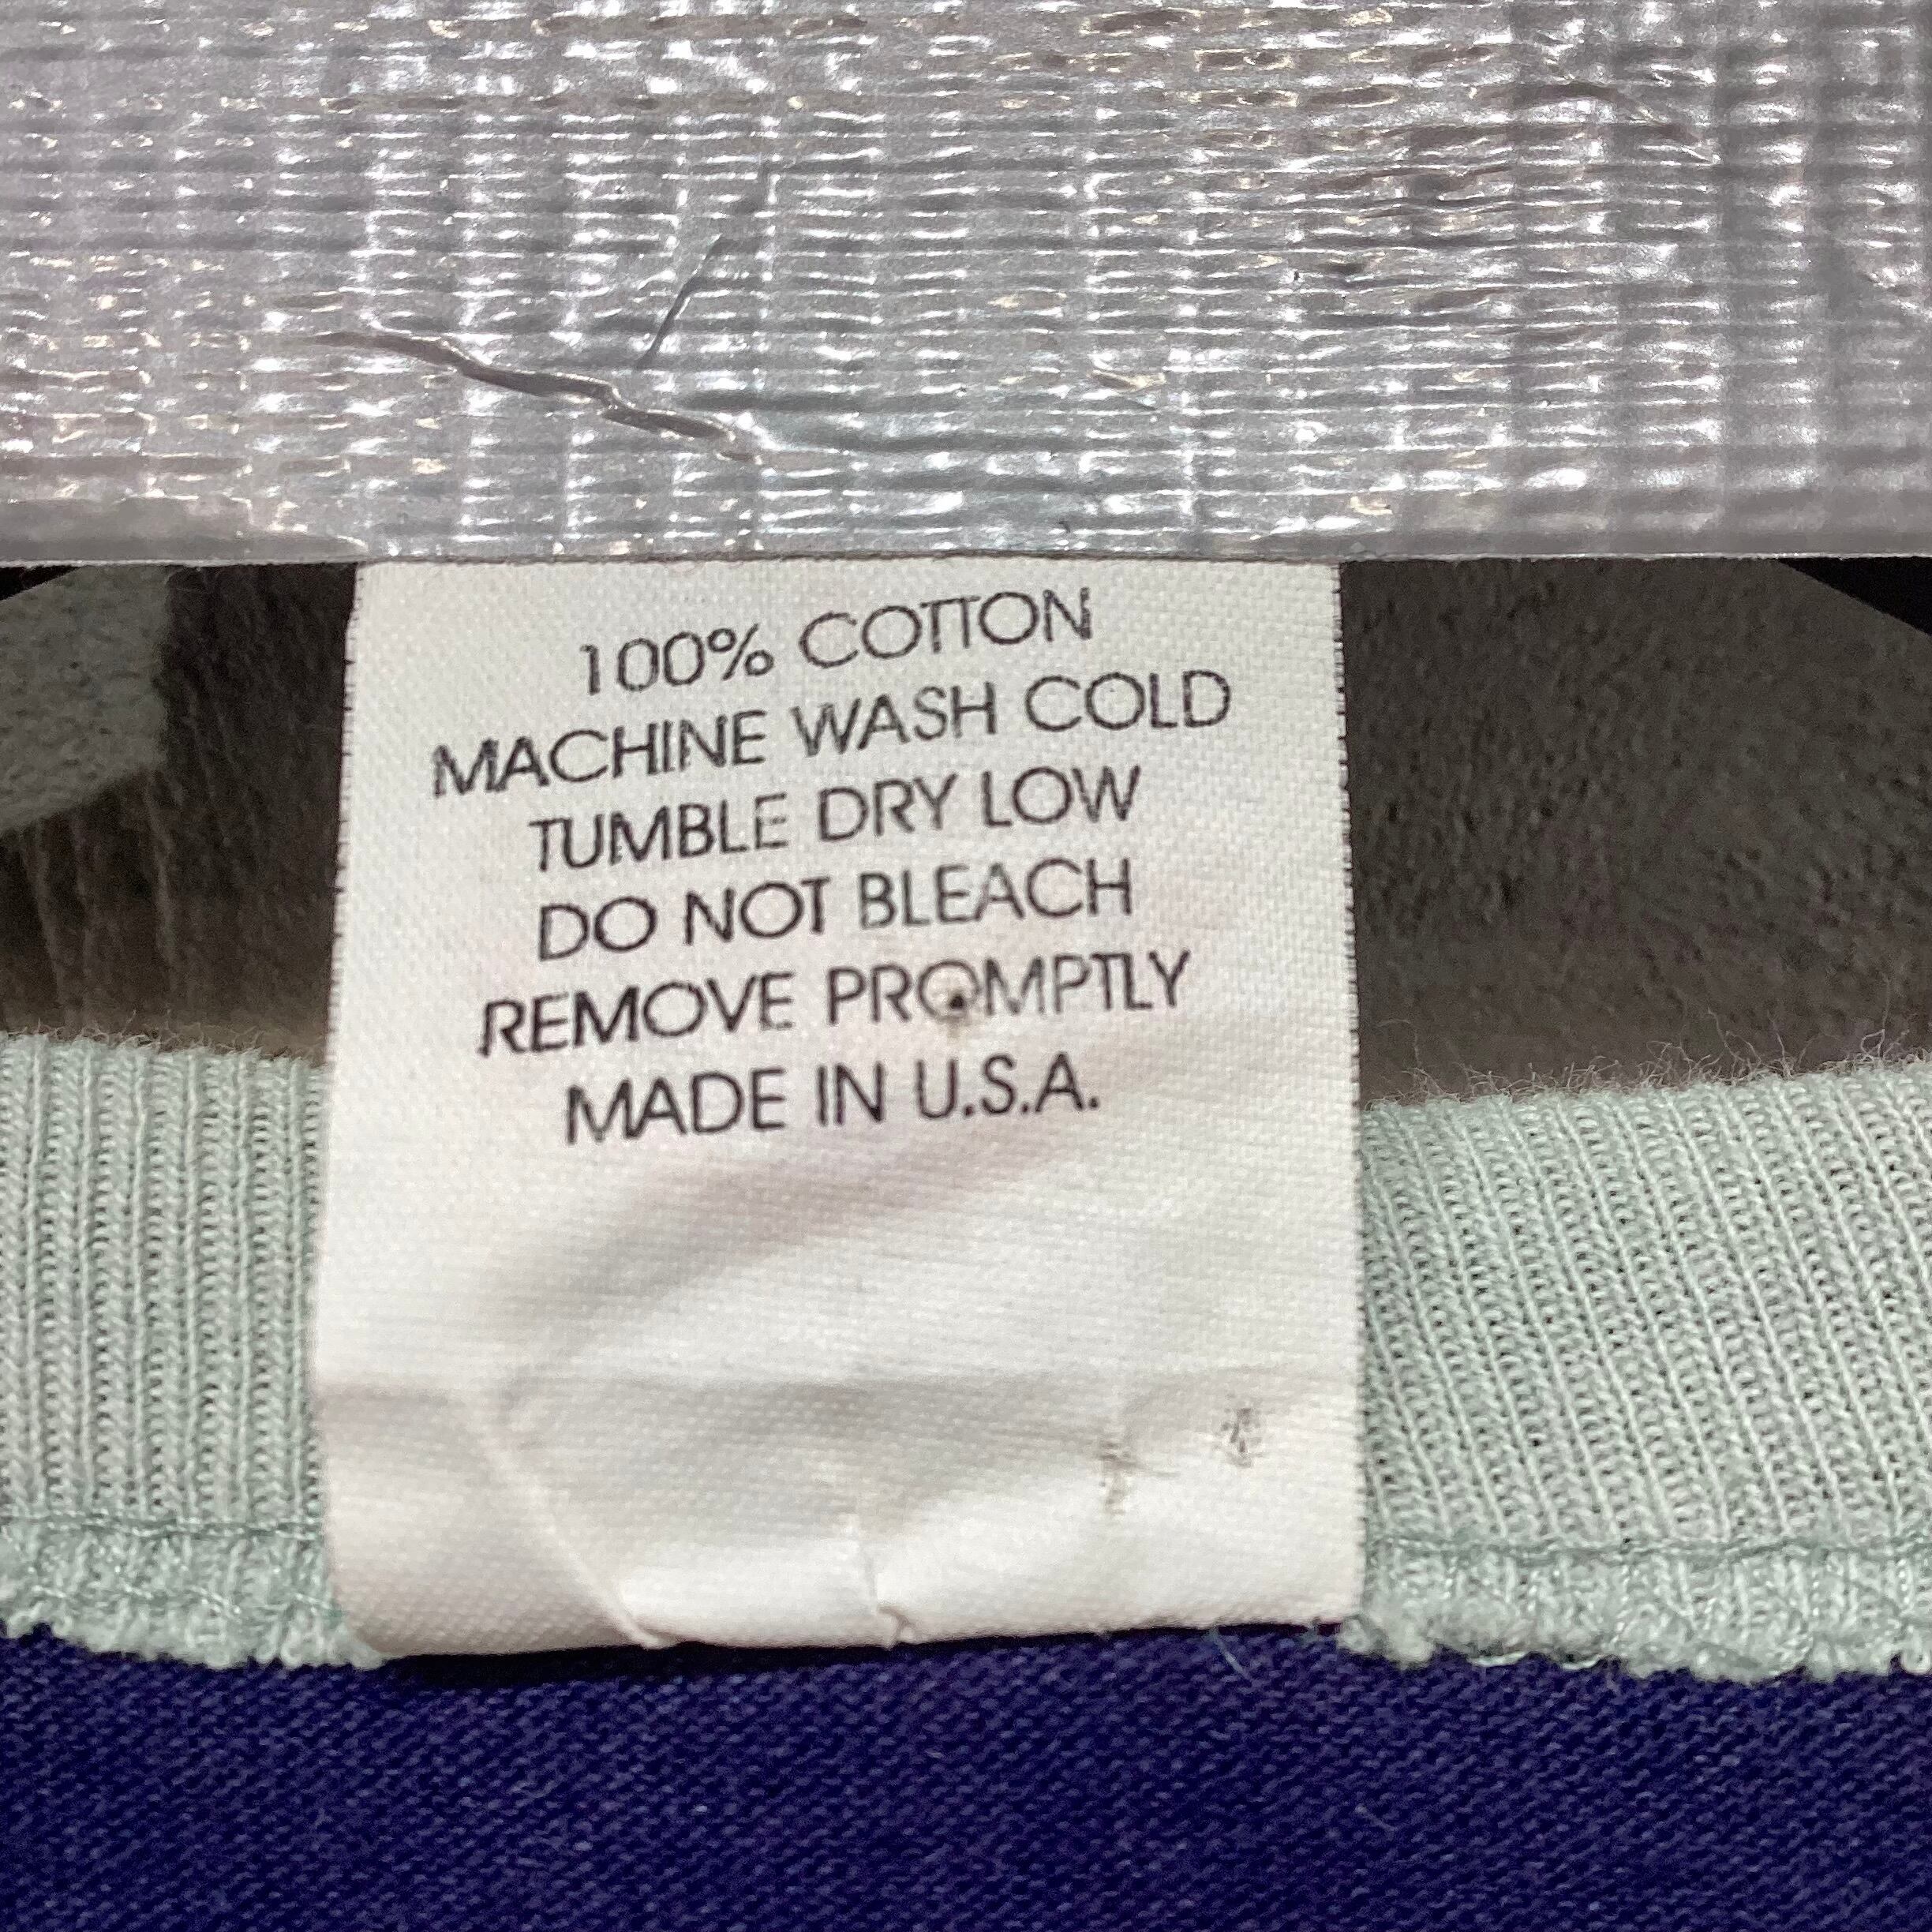 100% COTTON
MACHINE WASH COLD
TUMBLE DRY LOW
DO NOT BLEACH
REMOVE PROMPTLY
MADE IN U.S.A.